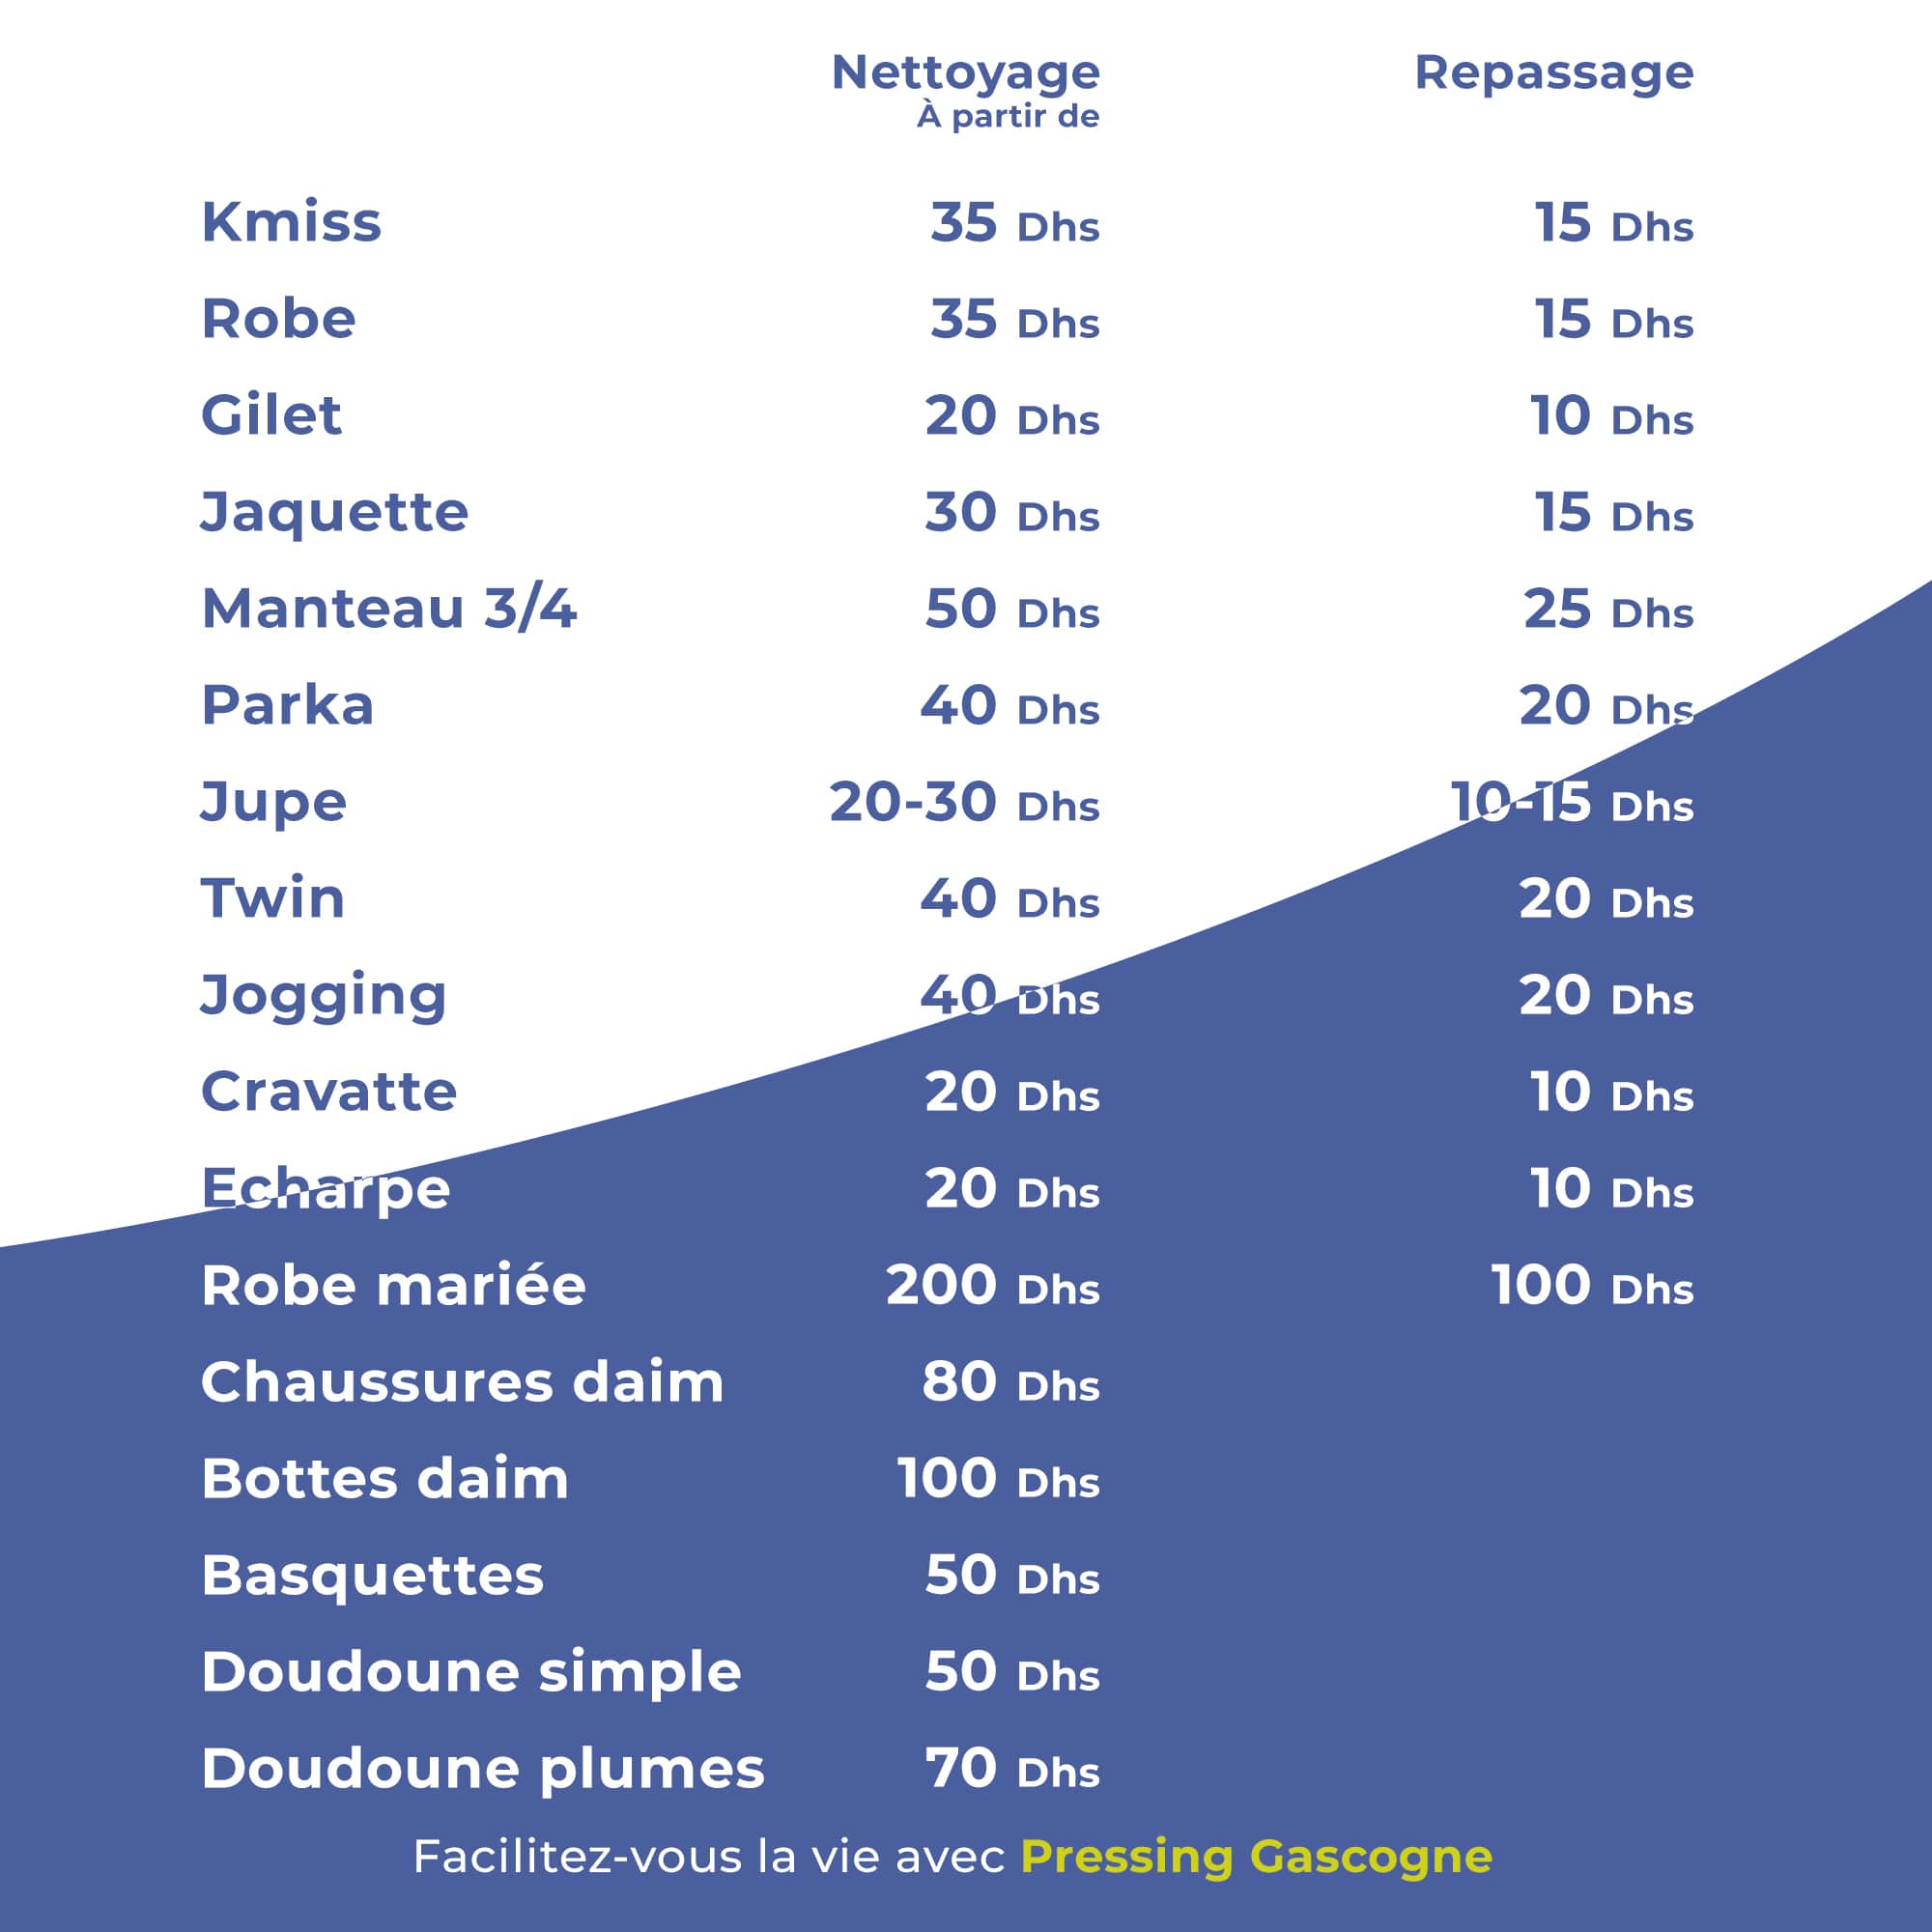 Nettoyage Repassage
À partir de
Kmiss 35 Dhs 15 Dhs
Robe 35 Dhs 15 Dhs
Gilet 20 Dhs 10 Dhs
Jaquette 30 Dhs 15 Dhs
Manteau 3/4 50 Dhs 25 Dhs
Parka 40 Dhs 20 Dhs
Jupe 20-30 Dhs 10-15 Dhs
Twin 40 Dhs 20 Dhs
Jogging 40 Dhs 20 Dhs
Cravatte 20 Dhs 10 Dhs
Echarpe 20 Dhs 10 Dhs
Robe mariée 200 Dhs 100 Dhs
Chaussures daim 80 Dhs
Bottes daim 100 Dhs
Basquettes 50 Dhs
Doudoune simple 50 Dhs
Doudoune plumes 70 Dhs
Facilitez-vous la vie avec Pressing Gascogne